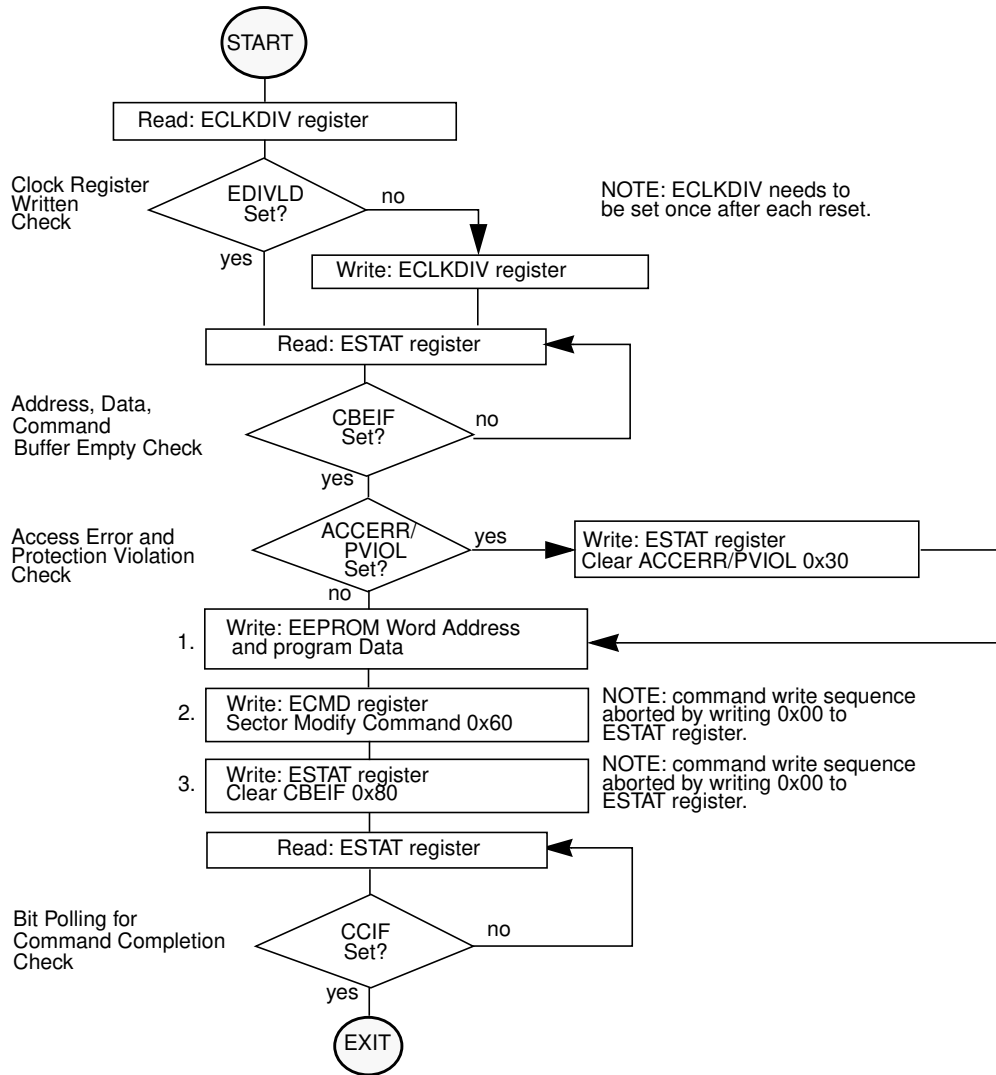 START
Read: ECLKDIV register
Clock Register
Written
Check
EDIVLD
Set?
no
yes
NOTE: ECLKDIV needs to
be set once after each reset.
Write: ECLKDIV register
Read: ESTAT register
Address, Data,
Command
Buffer Empty Check
CBEIF
Set?
no
yes
Access Error and
Protection Violation
Check
ACCERR/
PVIOL
Set?
yes
no
Write: ESTAT register
Clear ACCERR/PVIOL 0x30
1.
Write: EEPROM Word Address
and program Data
2.
Write: ECMD register
Sector Modify Command 0x60
NOTE: command write sequence
aborted by writing 0x00 to
ESTAT register.
3.
Write: ESTAT register
Clear CBEIF 0x80
NOTE: command write sequence
aborted by writing 0x00 to
ESTAT register.
Read: ESTAT register
Bit Polling for
Command Completion
Check
CCIF
Set?
no
yes
EXIT